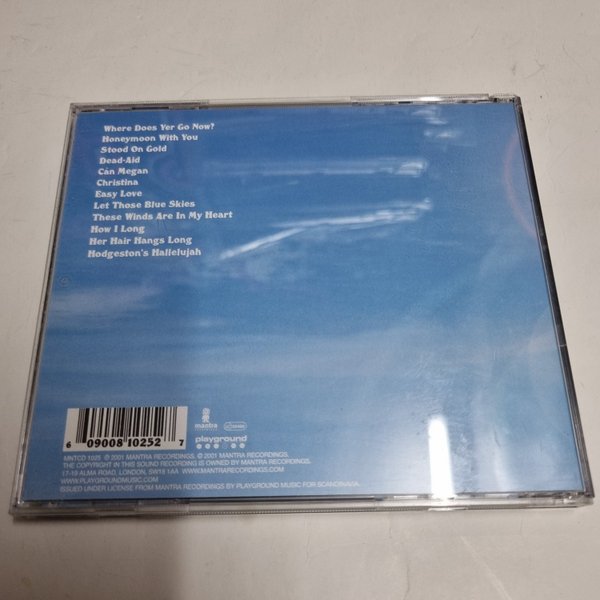 Where Does Yer Go Now?
Honeymoon With You
Stood On Gold
Dead-Aid
Cân Megan
Christina
Easy Love
Let Those Blue Skies
These Winds Are In My Heart
How I Long
Her Hair Hangs Long
Hodgeston's Hallelujah
mantra
playground
6 09008 10252 7
MNTCD 1025 ℗ 2001 MANTRA RECORDINGS. © 2001 MANTRA RECORDINGS.
THE COPYRIGHT IN THIS SOUND RECORDING IS OWNED BY MANTRA RECORDINGS.
17-19 ALMA ROAD, LONDON, SW18 1AA WWW.MANTRARECORDINGS.COM
WWW.PLAYGROUNDMUSIC.COM
ISSUED UNDER LICENSE FROM MANTRA RECORDINGS BY PLAYGROUND MUSIC FOR SCANDINAVIA.